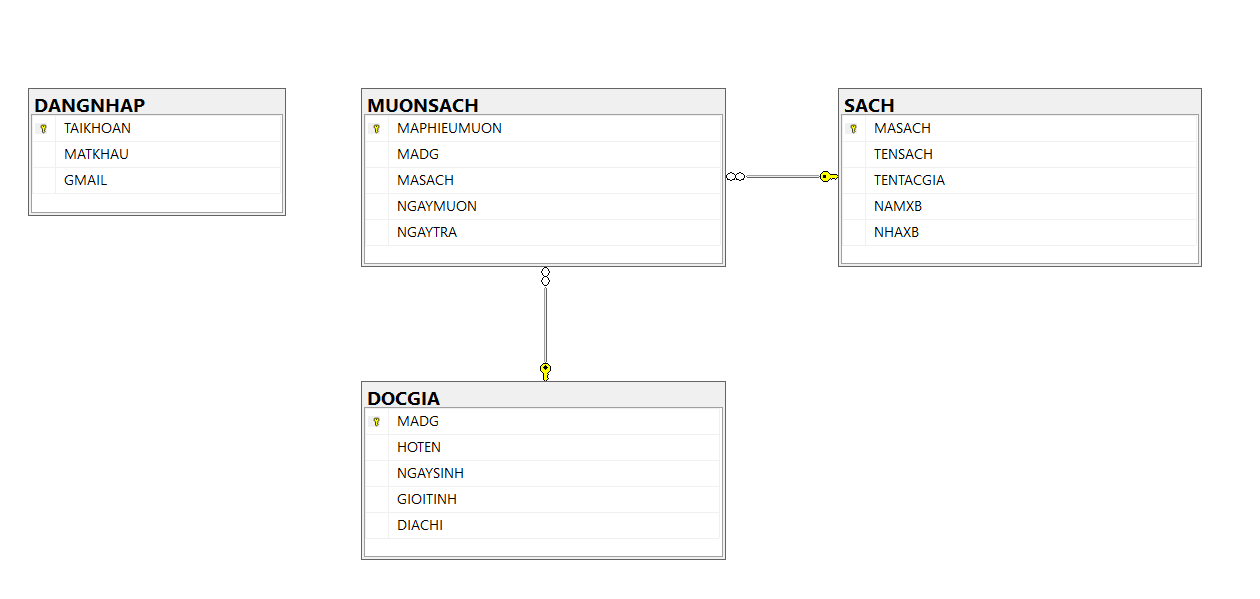 DANGNHAP
TAIKHOAN
MATKHAU
GMAIL
MUONSACH
MAPHIEUMUON
MADG
MASACH
NGAYMUON
NGAYTRA
SACH
MASACH
TENSACH
TENTACGIA
NAMXB
NHAXB
DOCGIA
MADG
HOTEN
NGAYSINH
GIOITINH
DIACHI